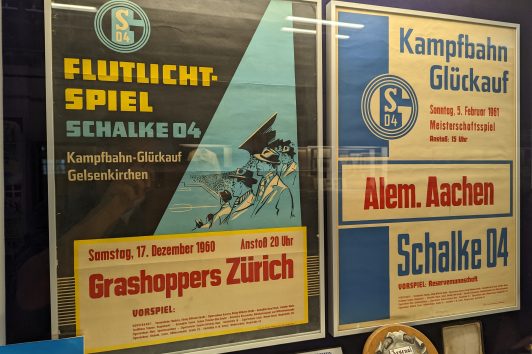 S
04
FLUTLICHT-
SPIEL
SCHALKE 04
Kampfbahn-Glückauf
Gelsenkirchen
Samstag, 17. Dezember 1960 Anstoß 20 Uhr
Grashoppers Zürich
VORSPIEL:
Kampfbahn
Glückauf
S
04
Sonntag, 5. Februar 1961
Meisterschaftsspiel
Anstoß: 15 Uhr
Alem. Aachen
Schalke 04
VORSPIEL: Reservemannschaft